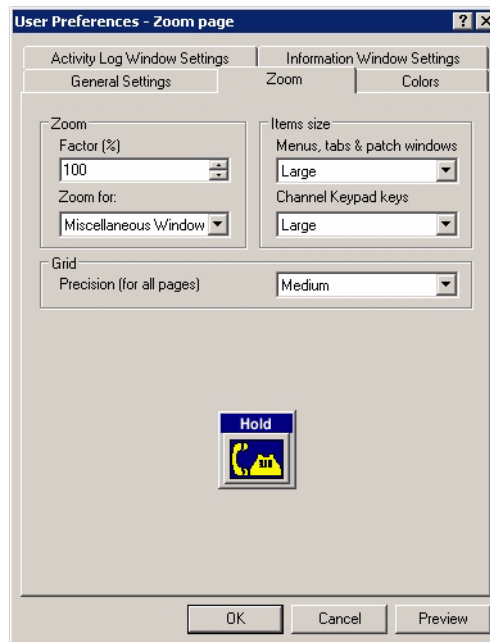 User Preferences - Zoom page
Activity Log Window Settings
Information Window Settings
General Settings
Zoom
Colors
Zoom
Factor (%)
100
Zoom for:
Miscellaneous Window
Items size
Menus, tabs & patch windows
Large
Channel Keypad keys
Large
Grid
Precision (for all pages)
Medium
Hold
OK
Cancel
Preview